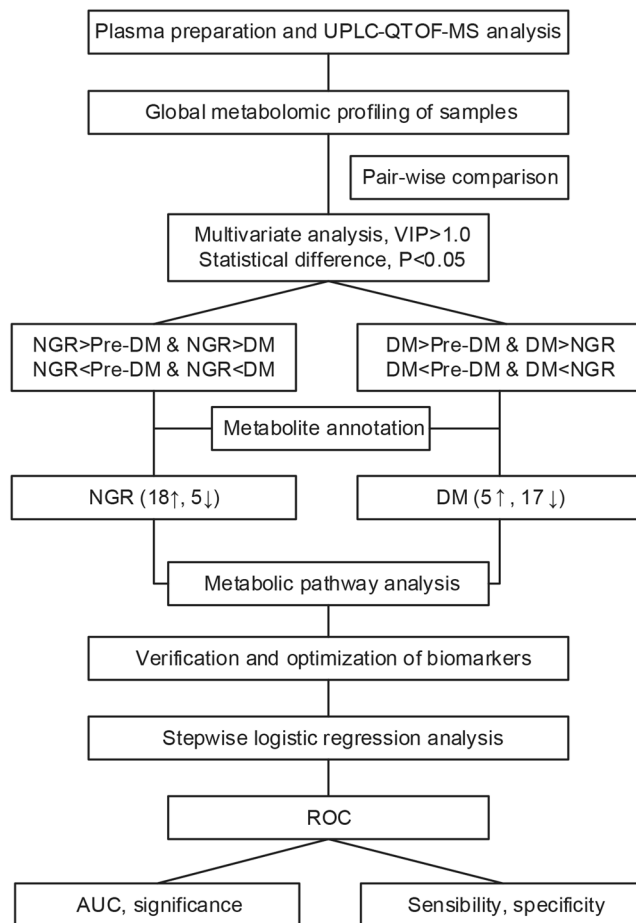 Plasma preparation and UPLC-QTOF-MS analysis
Global metabolomic profiling of samples
Pair-wise comparison
Multivariate analysis, VIP>1.0
Statistical difference, P<0.05
NGR>Pre-DM & NGR>DM
NGR<Pre-DM & NGR<DM
DM>Pre-DM & DM>NGR
DM<Pre-DM & DM<NGR
Metabolite annotation
NGR (18↑, 5↓)
DM (5↑, 17↓)
Metabolic pathway analysis
Verification and optimization of biomarkers
Stepwise logistic regression analysis
ROC
AUC, significance
Sensibility, specificity